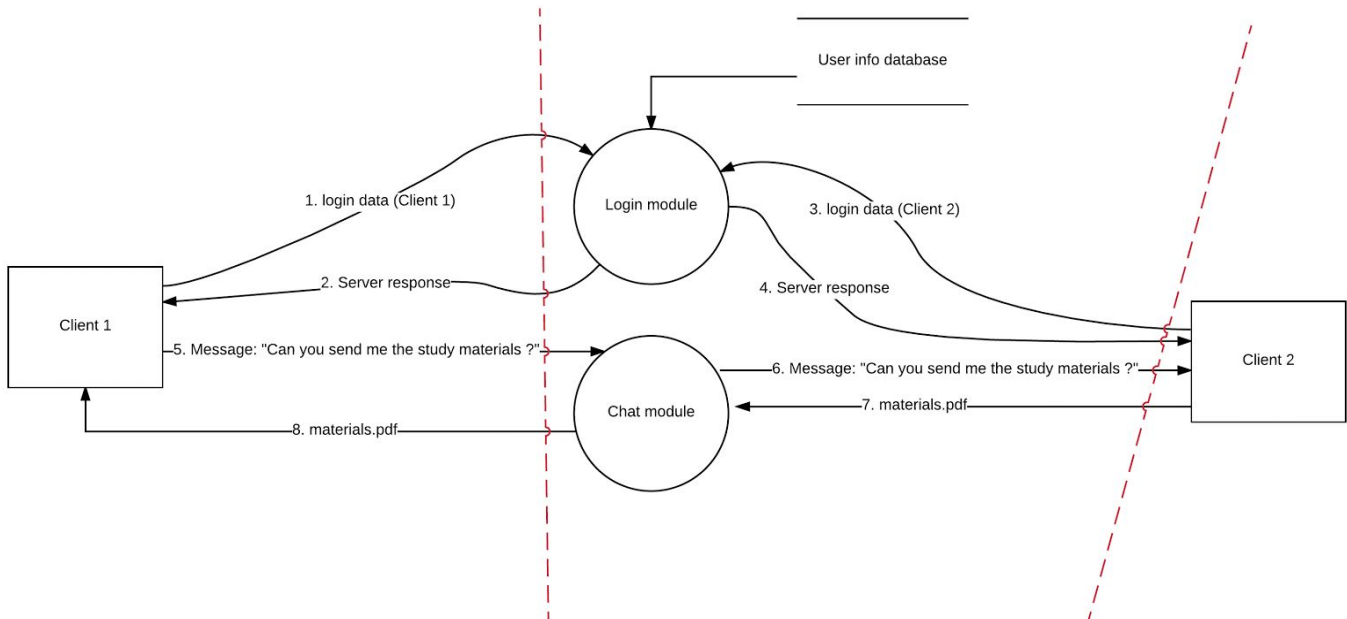 User info database
Login module
1. login data (Client 1)
3. login data (Client 2)
2. Server response
4. Server response
Client 1
Client 2
5. Message: "Can you send me the study materials ?"
6. Message: "Can you send me the study materials ?"
Chat module
7. materials.pdf
8. materials.pdf